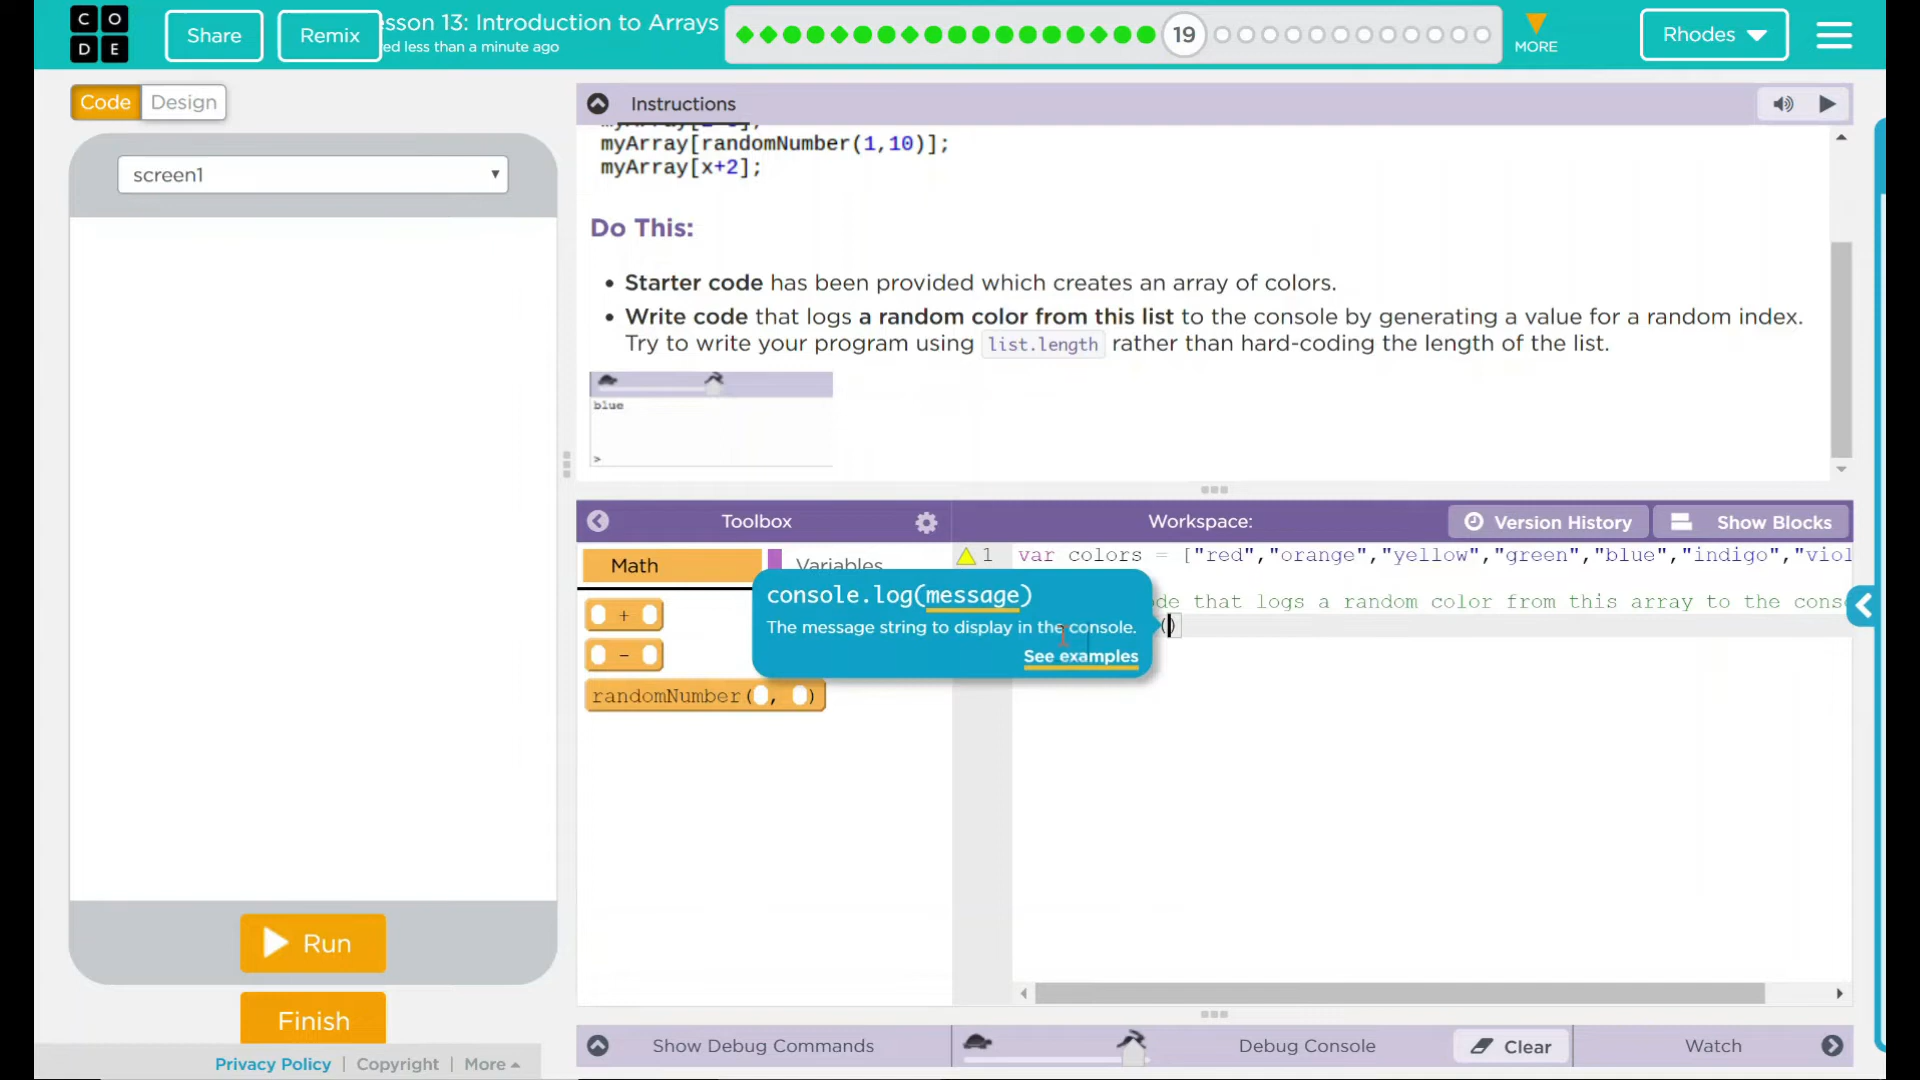 CODE
Share
Remix
esson 13: Introduction to Arrays
ed less than a minute ago
19
MORE
Rhodes
Code
Design
screen1
Instructions
myArray[randomNumber(1,10)];
myArray[x+2];
Do This:
• Starter code has been provided which creates an array of colors.
• Write code that logs a random color from this list to the console by generating a value for a random index.
Try to write your program using list.length rather than hard-coding the length of the list.
blue
>
Toolbox
Workspace:
Version History
Show Blocks
Math
Variables
+
-
randomNumber( , )
1 var colors = ["red","orange","yellow","green","blue","indigo","viol
de that logs a random color from this array to the cons
()
console.log(message)
The message string to display in the console.
See examples
Run
Finish
Privacy Policy | Copyright | More
Show Debug Commands
Debug Console
Clear
Watch